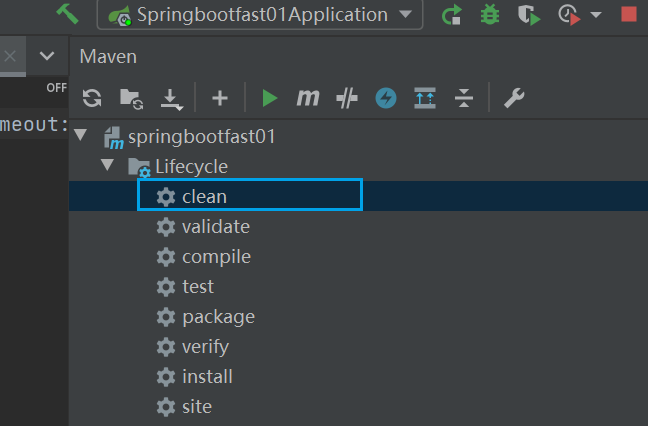 Springbootfast01Application
Maven
OFF
meout:
springbootfast01
Lifecycle
clean
validate
compile
test
package
verify
install
site